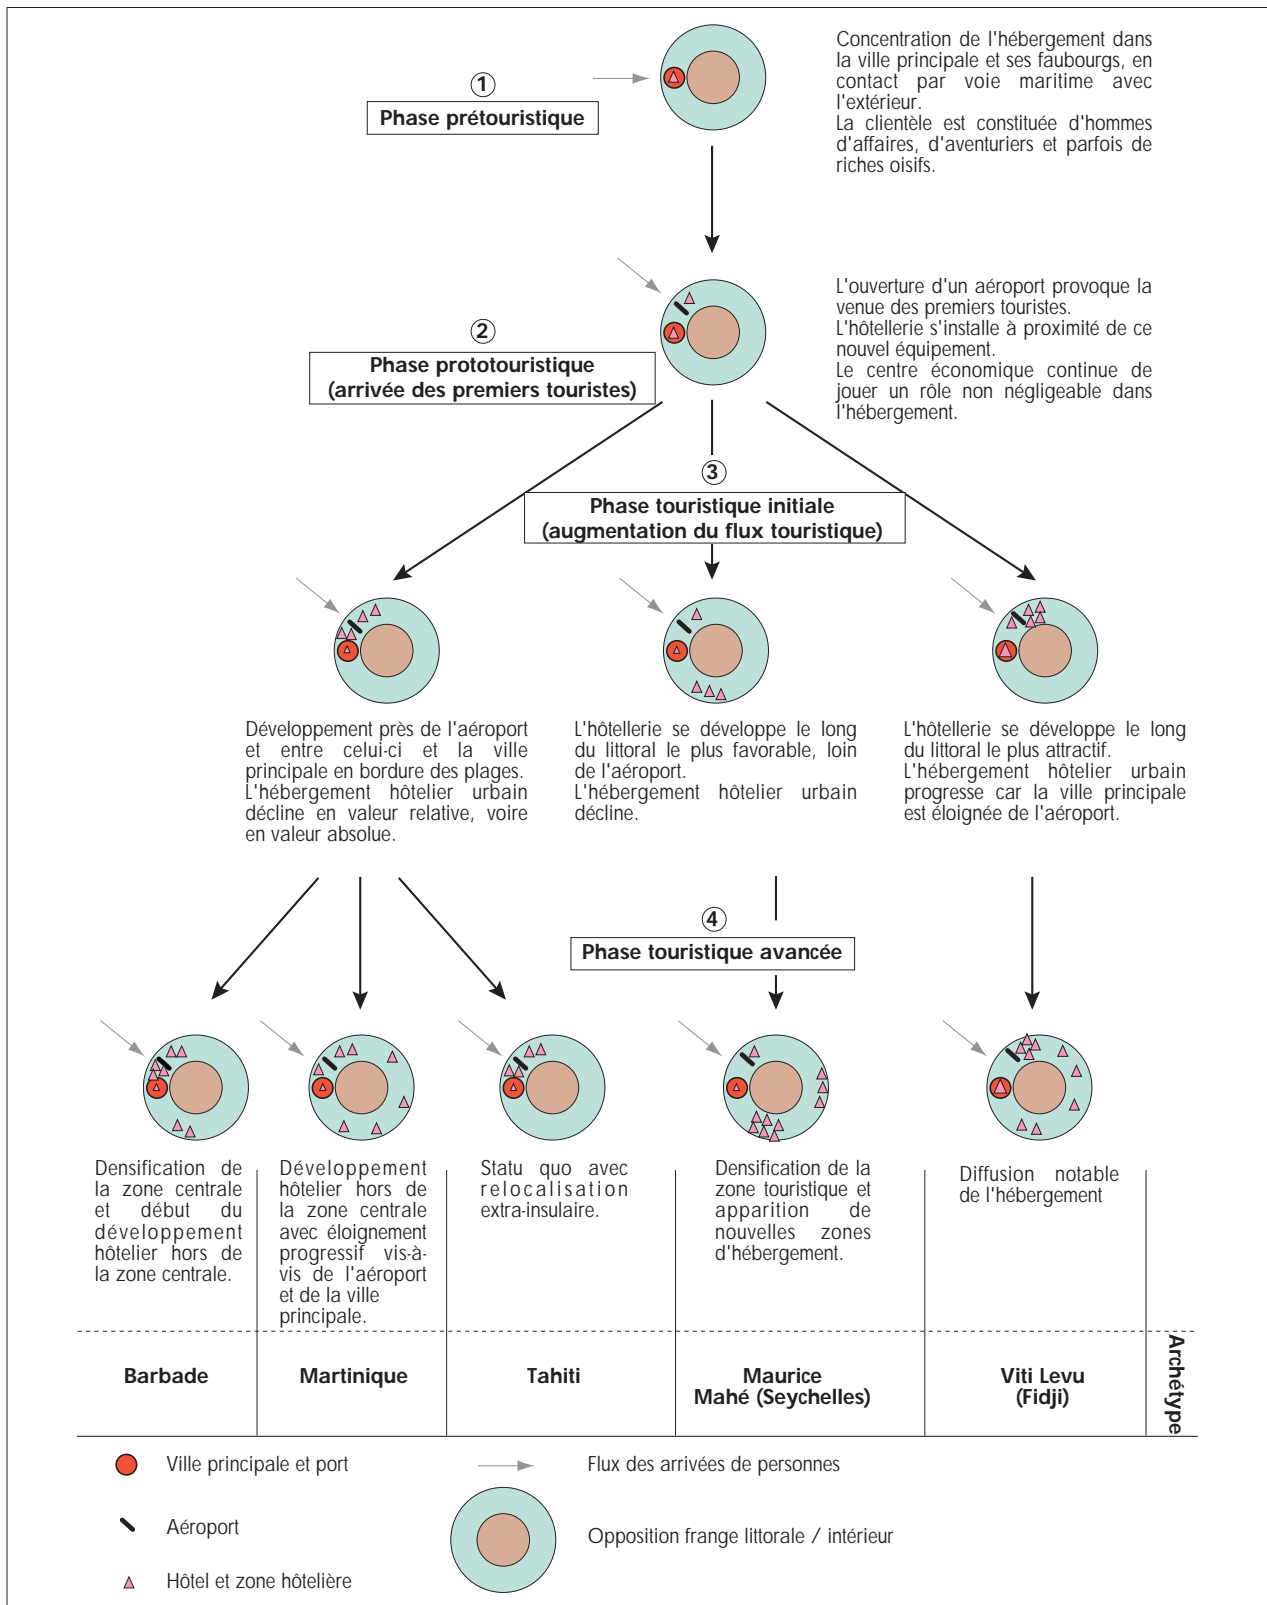 Concentration de l'hébergement dans
la ville principale et ses faubourgs, en
contact par voie maritime avec
l'extérieur.
La clientèle est constituée d'hommes
d'affaires, d'aventuriers et parfois de
riches oisifs.
1
Phase prétouristique
L'ouverture d'un aéroport provoque la
venue des premiers touristes.
L'hôtellerie s'installe à proximité de ce
nouvel équipement.
Le centre économique continue de
jouer un rôle non négligeable dans
l'hébergement.
2
Phase prototouristique
(arrivée des premiers touristes)
3
Phase touristique initiale
(augmentation du flux touristique)
Développement près de l'aéroport
et entre celui-ci et la ville
principale en bordure des plages.
L'hébergement hôtelier urbain
décline en valeur relative, voire
en valeur absolue.
L'hôtellerie se développe le long
du littoral le plus favorable, loin
de l'aéroport.
L'hébergement hôtelier urbain
décline.
L'hôtellerie se développe le long
du littoral le plus attractif.
L'hébergement hôtelier urbain
progresse car la ville principale
est éloignée de l'aéroport.
4
Phase touristique avancée
Densification de
la zone centrale
et début du
développement
hôtelier hors de
la zone centrale.
Développement
hôtelier hors de
la zone centrale
avec éloignement
progressif vis-à-
vis de l'aéroport
et de la ville
principale.
Statu quo avec
relocalisation
extra-insulaire.
Densification de la
zone touristique et
apparition de
nouvelles zones
d'hébergement.
Diffusion notable
de l'hébergement
Barbade
Martinique
Tahiti
Maurice
Mahé (Seychelles)
Viti Levu
(Fidji)
Archétype
Ville principale et port
Flux des arrivées de personnes
Aéroport
Opposition frange littorale / intérieur
Hôtel et zone hôtelière